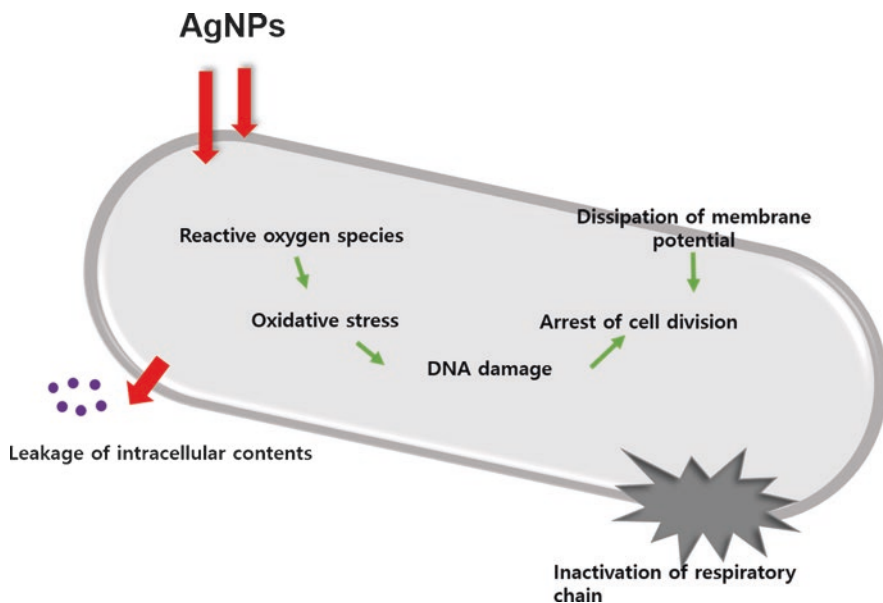 AgNPs
Dissipation of membrane
potential
Reactive oxygen species
Oxidative stress
Arrest of cell division
DNA damage
Leakage of intracellular contents
Inactivation of respiratory
chain